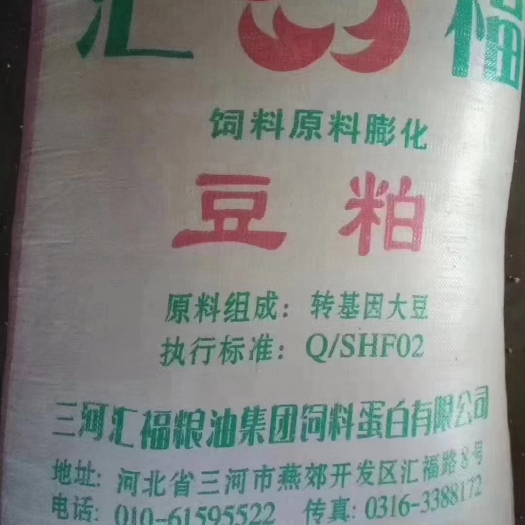 汇福
饲料原料膨化
豆粕
原料组成：转基因大豆
执行标准：Q/SHF02
三河汇福粮油集团饲料蛋白有限公司
地址：河北省三河市燕郊开发区汇福路8号
电话：010-61595522 传真：0316-3388172